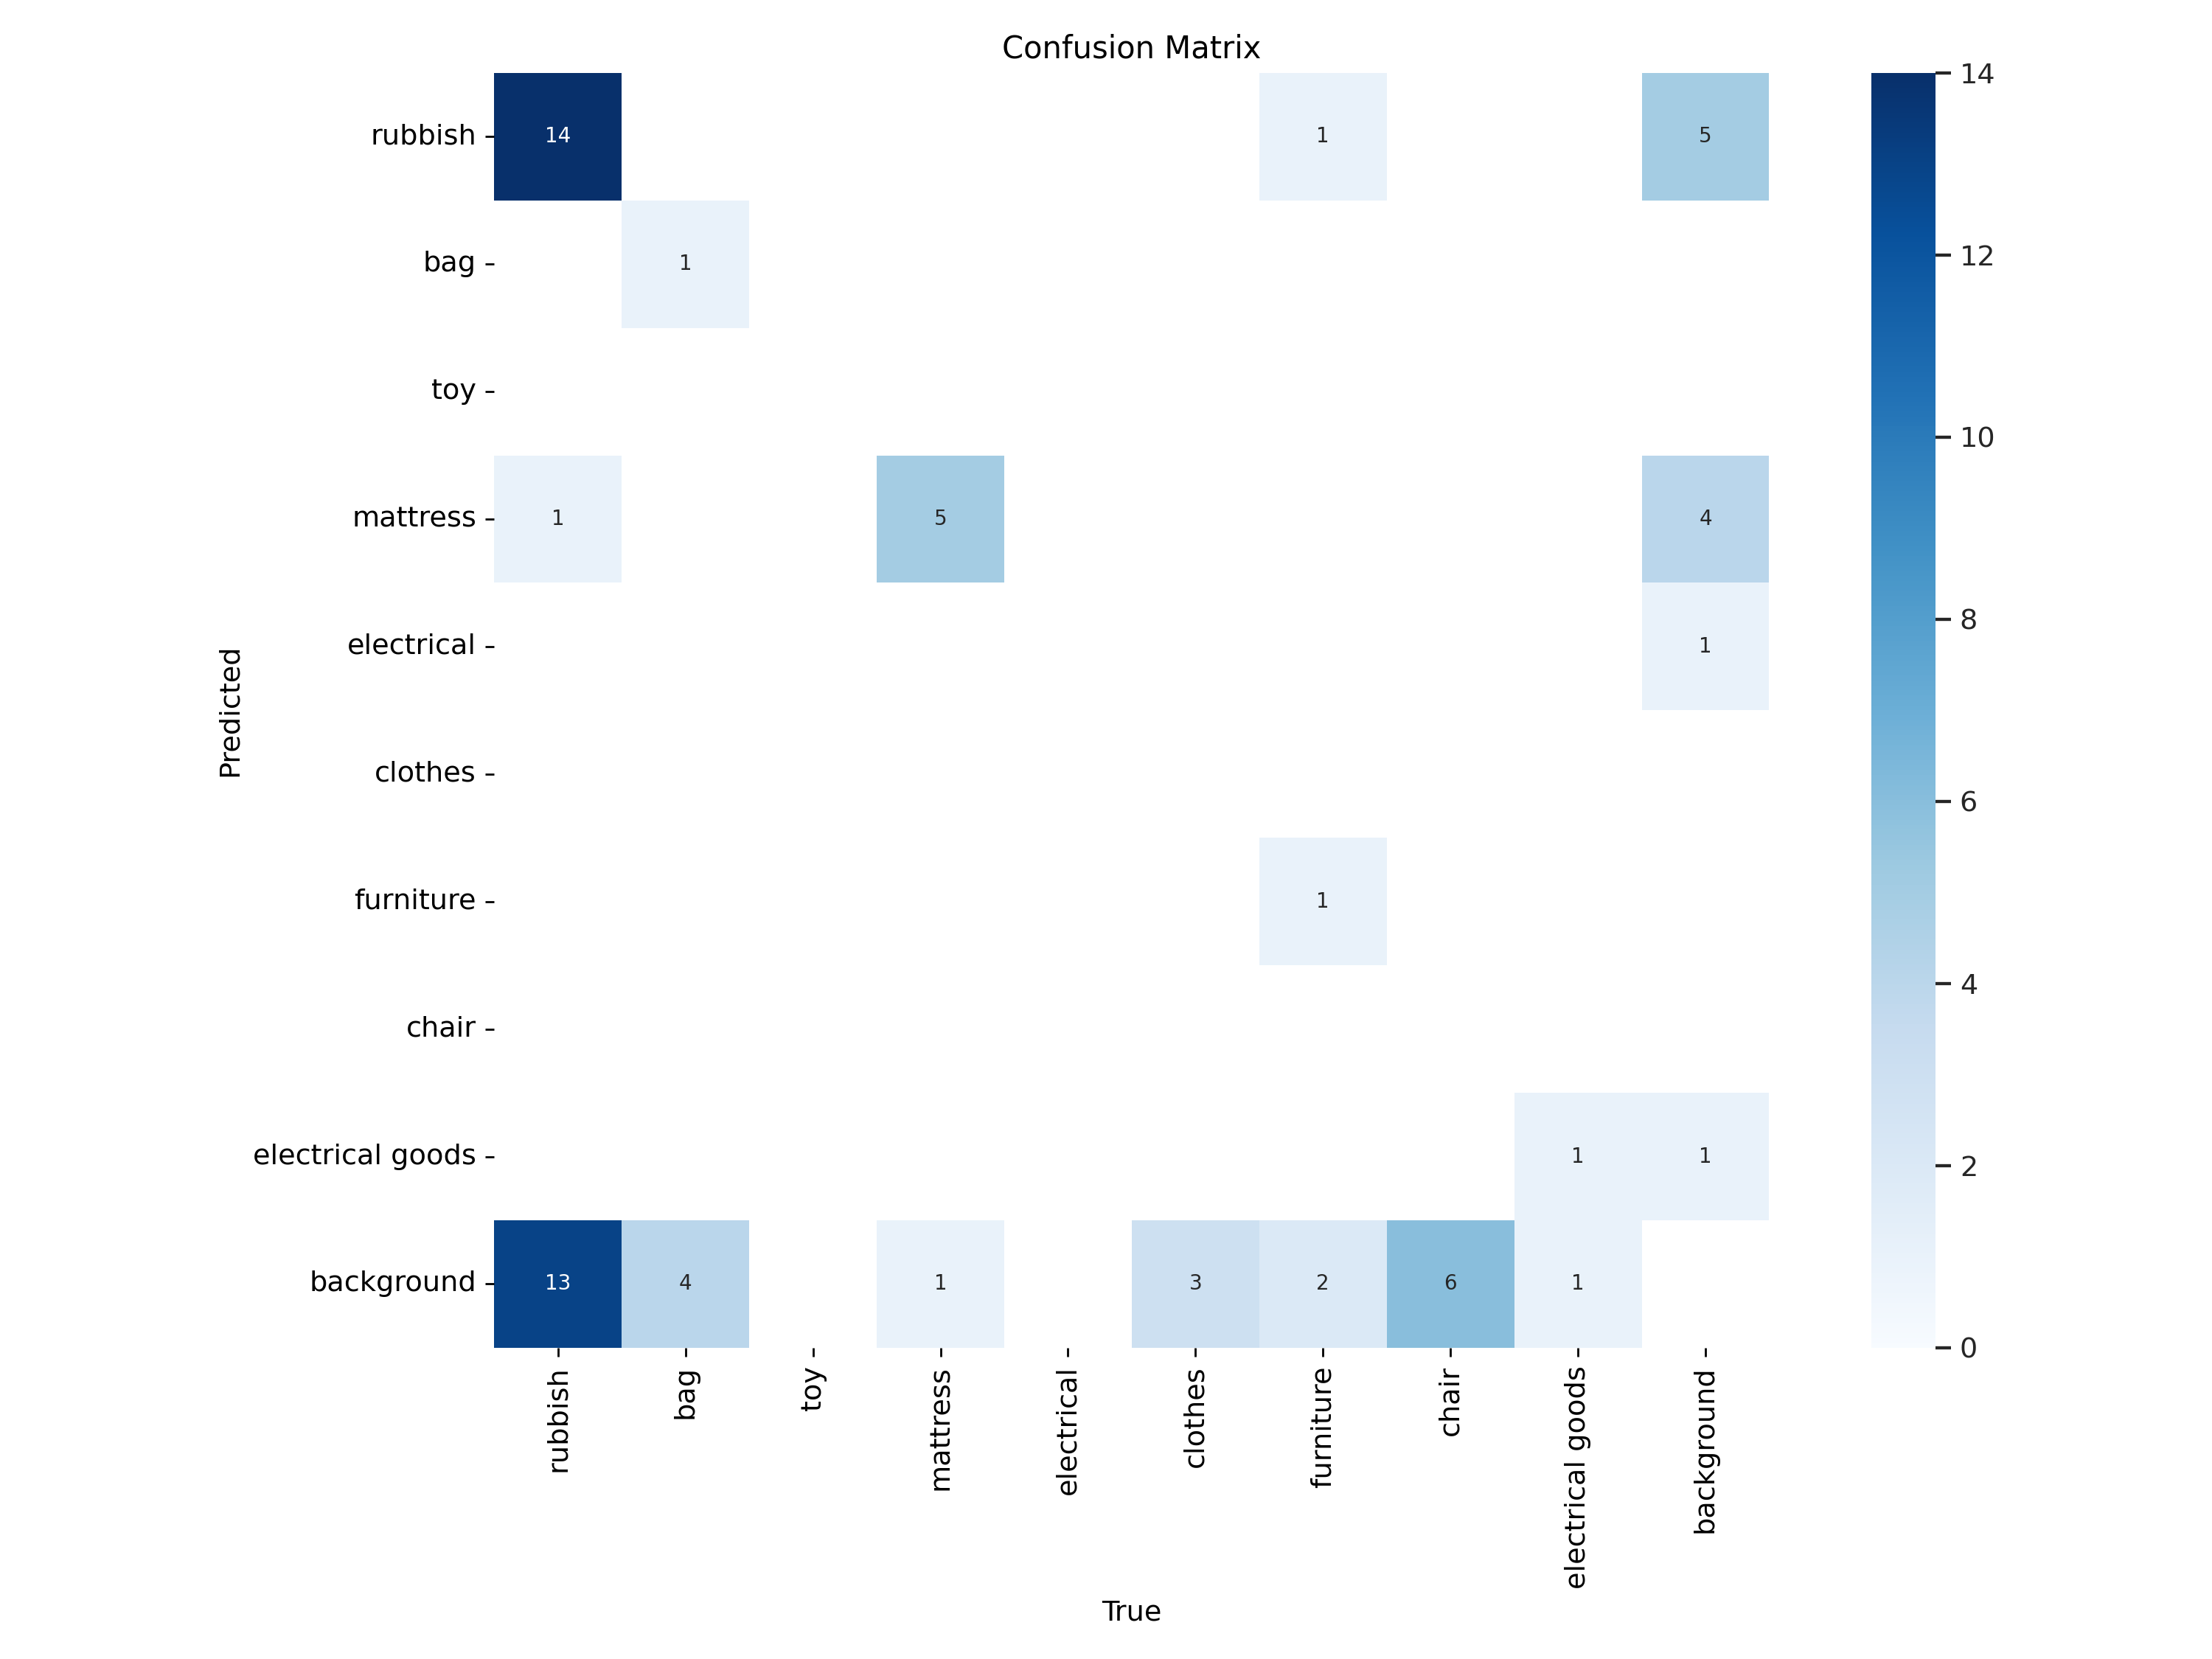 Confusion Matrix
rubbish
14
1
5
bag
1
toy
mattress
1
5
4
electrical
1
clothes
furniture
1
chair
electrical goods
1
1
background
13
4
1
3
2
6
1
Predicted
rubbish
bag
toy
mattress
electrical
clothes
furniture
chair
electrical goods
background
True
14
12
10
8
6
4
2
0